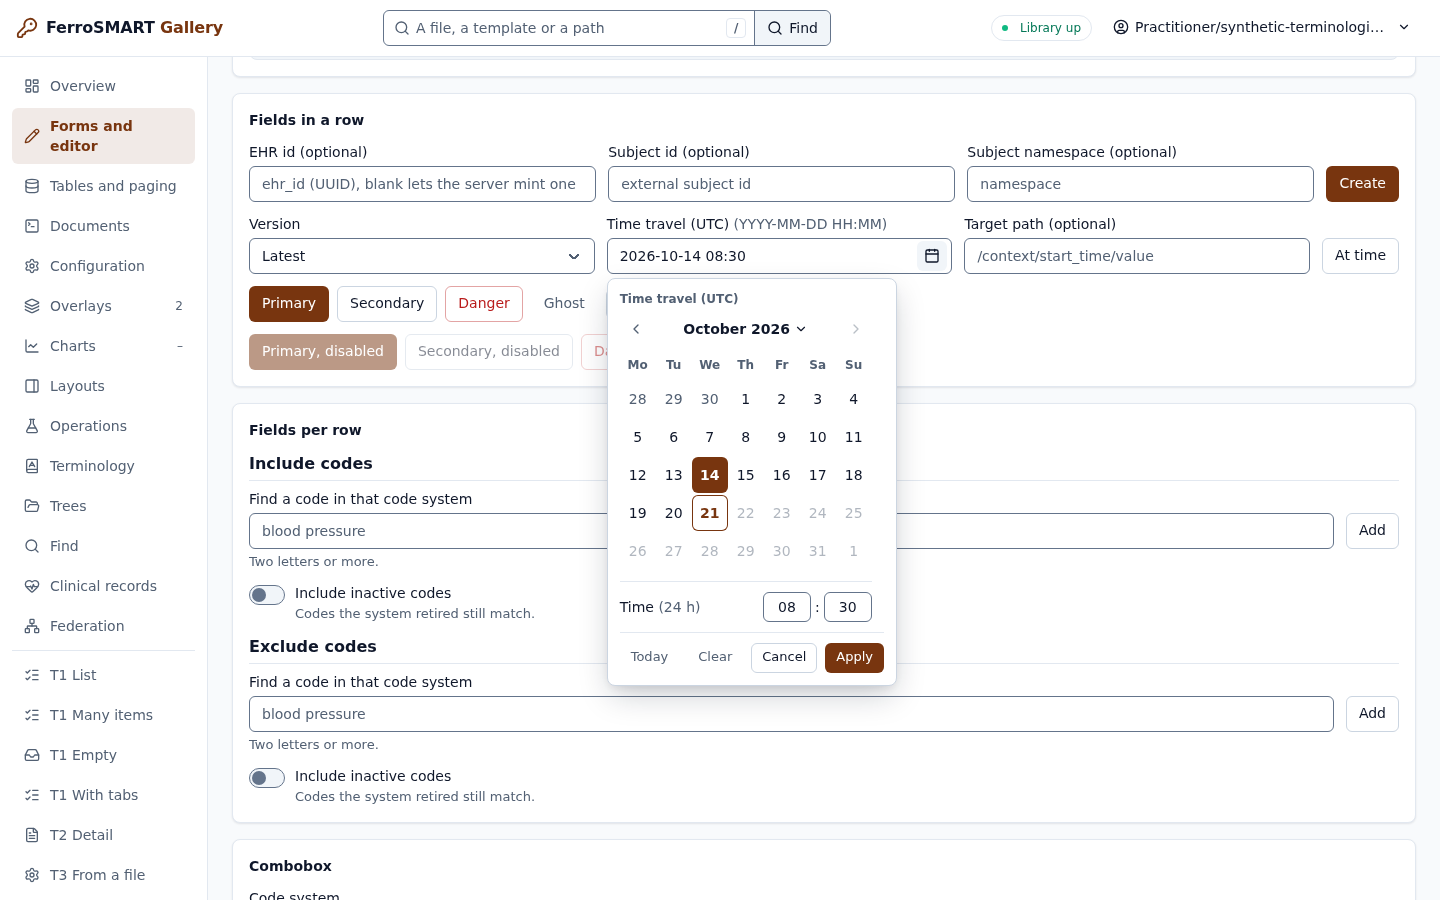 FerroSMART Gallery
A file, a template or a path
/
Find
Library up
Practitioner/synthetic-terminologi…
Overview
Forms and
editor
Tables and paging
Documents
Configuration
Overlays 2
Charts –
Layouts
Operations
Terminology
Trees
Find
Clinical records
Federation
T1 List
T1 Many items
T1 Empty
T1 With tabs
T2 Detail
T3 From a file
Fields in a row
EHR id (optional) Subject id (optional) Subject namespace (optional)
ehr_id (UUID), blank lets the server mint one external subject id namespace Create
Version Time travel (UTC) (YYYY-MM-DD HH:MM) Target path (optional)
Latest 2026-10-14 08:30 /context/start_time/value At time
Primary Secondary Danger Ghost
Primary, disabled Secondary, disabled
Time travel (UTC)
October 2026
Mo Tu We Th Fr Sa Su
28 29 30 1 2 3 4
5 6 7 8 9 10 11
12 13 14 15 16 17 18
19 20 21 22 23 24 25
26 27 28 29 30 31 1
Time (24 h) 08 : 30
Today Clear Cancel Apply
Fields per row
Include codes
Find a code in that code system
blood pressure Add
Two letters or more.
Include inactive codes
Codes the system retired still match.
Exclude codes
Find a code in that code system
blood pressure Add
Two letters or more.
Include inactive codes
Codes the system retired still match.
Combobox
Code system